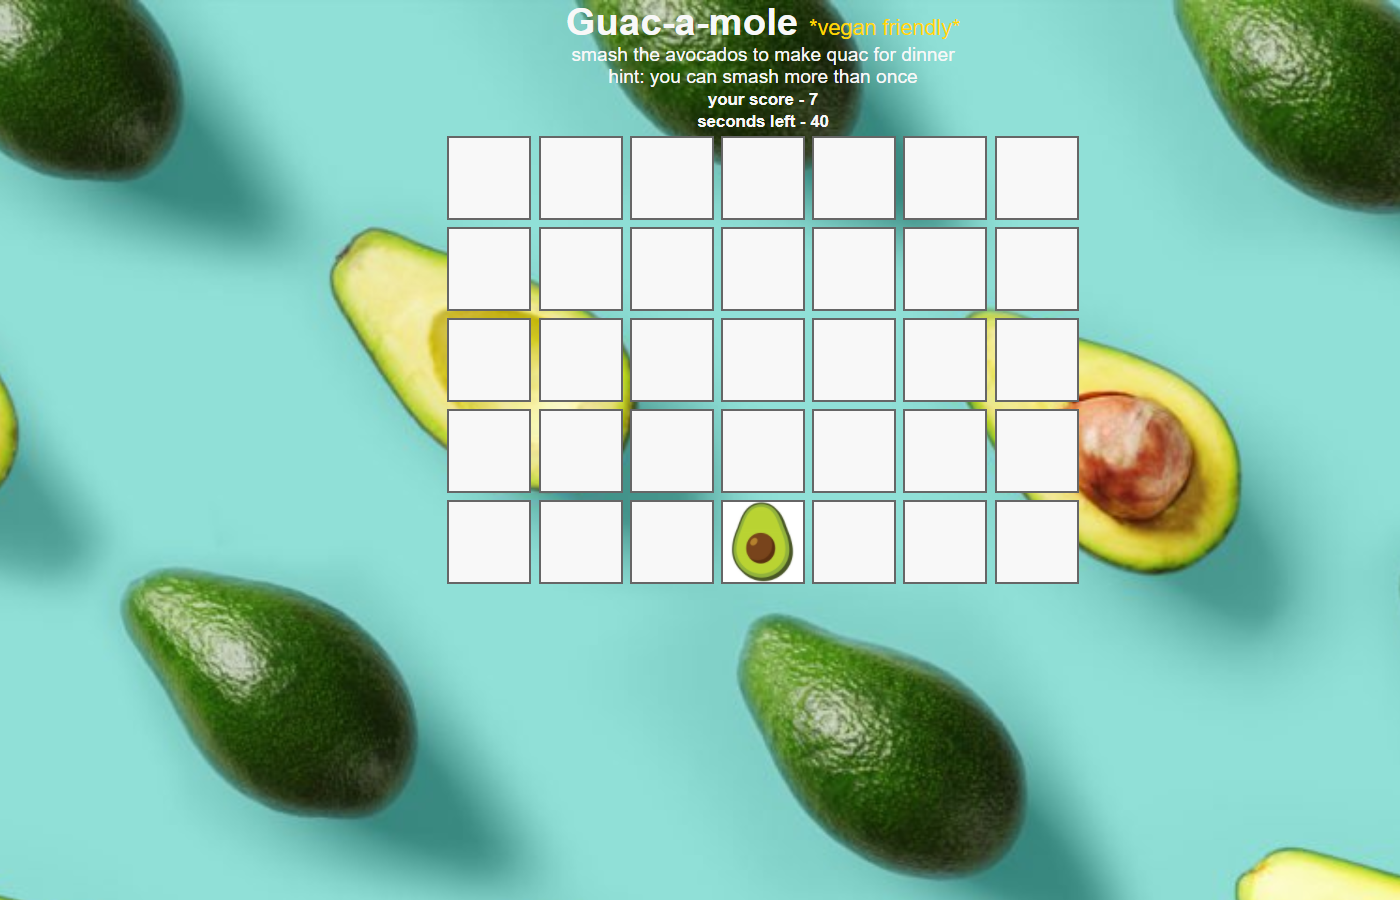 Guac-a-mole *vegan friendly*
smash the avocados to make quac for dinner
hint: you can smash more than once
your score - 7
seconds left - 40